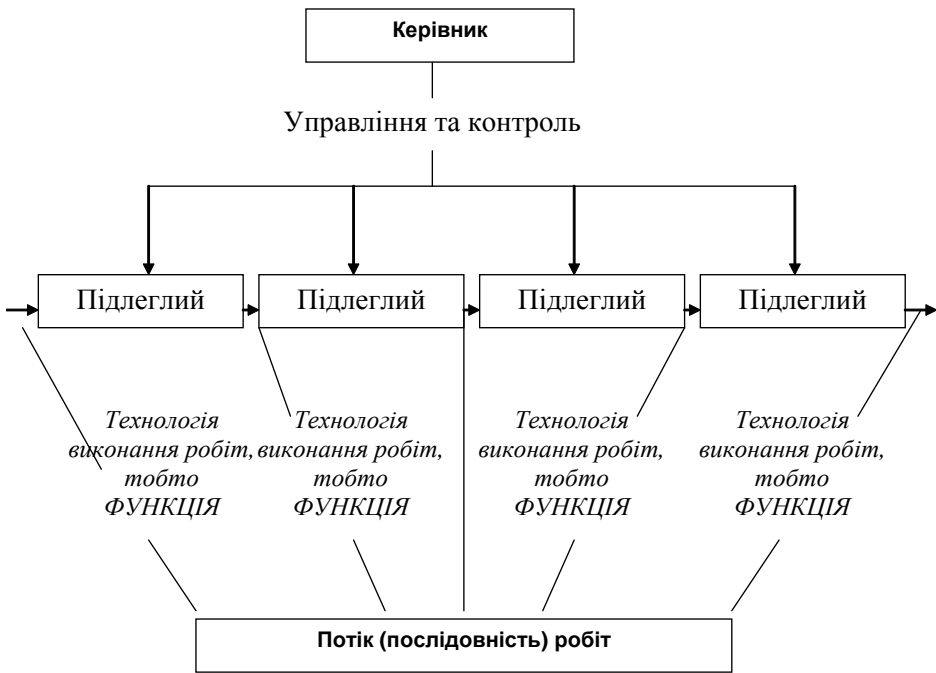 Керівник
Управління та контроль
Підлеглий Підлеглий Підлеглий Підлеглий
Технологія
виконання робіт,
тобто
ФУНКЦІЯ
Технологія
виконання робіт,
тобто
ФУНКЦІЯ
Технологія
виконання робіт,
тобто
ФУНКЦІЯ
Технологія
виконання робіт,
тобто
ФУНКЦІЯ
Потік (послідовність) робіт